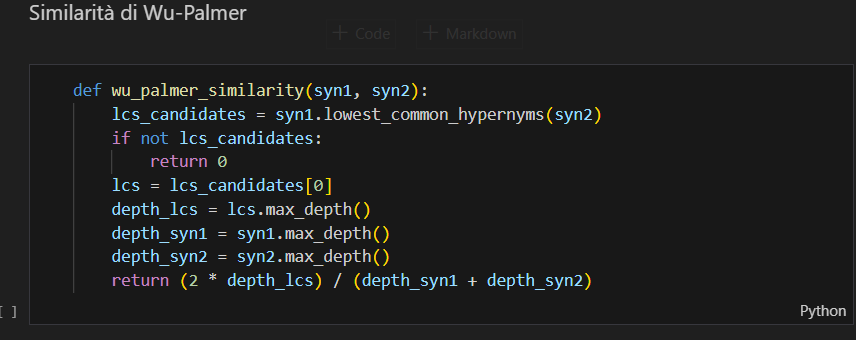 Similarità di Wu-Palmer
+ Code + Markdown
def wu_palmer_similarity(syn1, syn2):
lcs_candidates = syn1.lowest_common_hypernyms(syn2)
if not lcs_candidates:
return 0
lcs = lcs_candidates[0]
depth_lcs = lcs.max_depth()
depth_syn1 = syn1.max_depth()
depth_syn2 = syn2.max_depth()
return (2 * depth_lcs) / (depth_syn1 + depth_syn2)
[ ]
Python